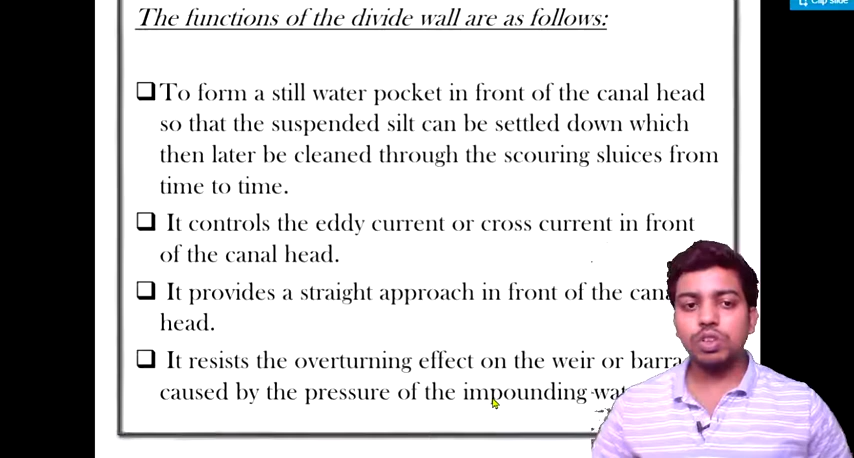 Clip slide
The functions of the divide wall are as follows:
❑ To form a still water pocket in front of the canal head
so that the suspended silt can be settled down which
then later be cleaned through the scouring sluices from
time to time.
❑ It controls the eddy current or cross current in front
of the canal head.
❑ It provides a straight approach in front of the
head.
❑ It resists the overturning effect on the weir or
caused by the pressure of the impounding